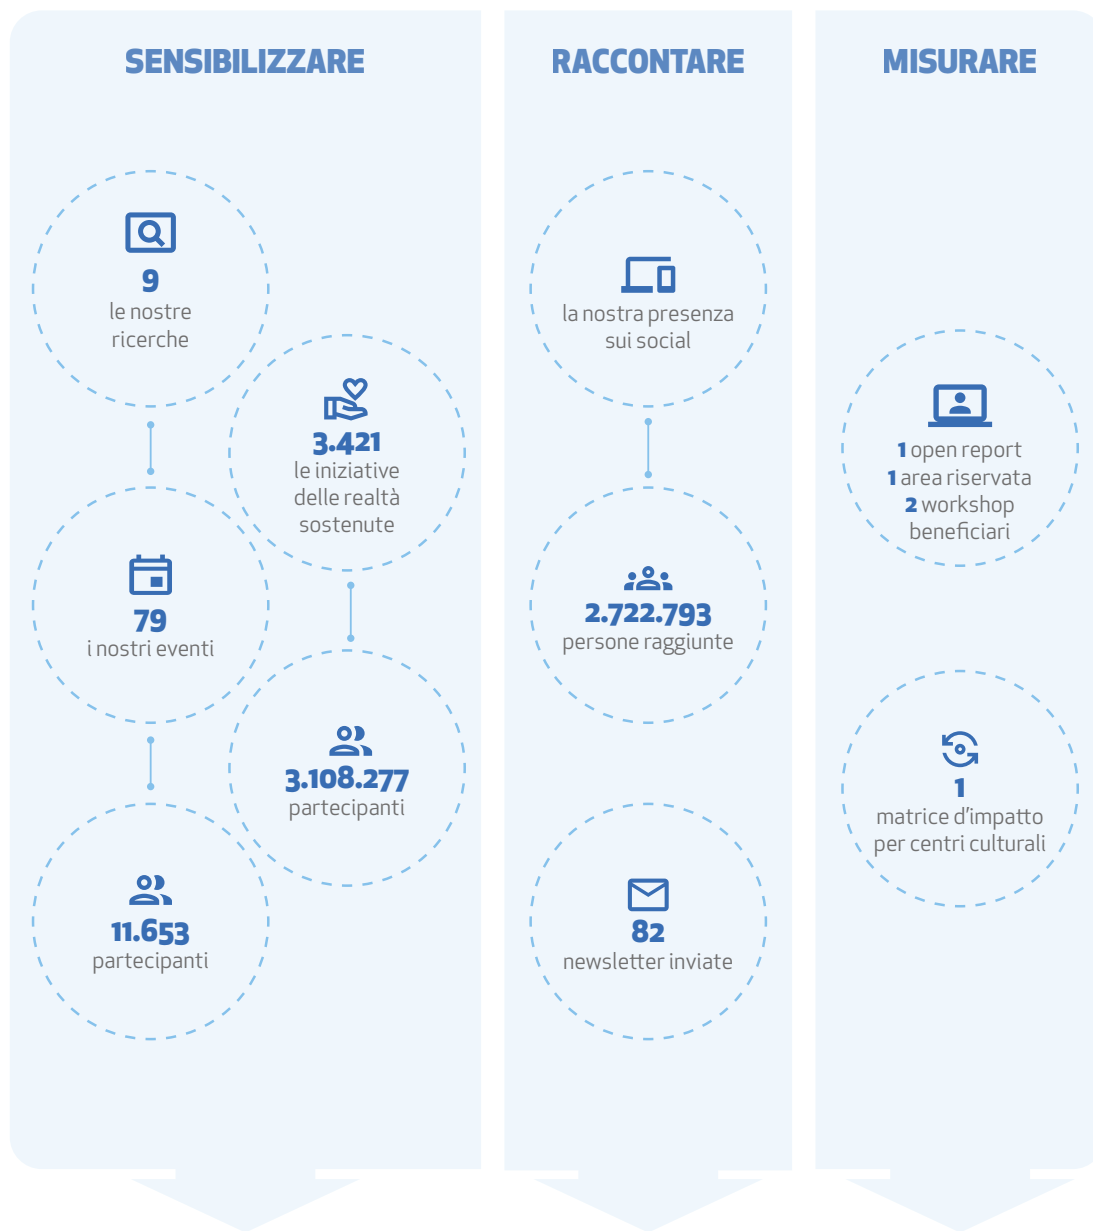 SENSIBILIZZARE
9
le nostre
ricerche
3.421
le iniziative
delle realtà
sostenute
79
i nostri eventi
3.108.277
partecipanti
11.653
partecipanti
RACCONTARE
la nostra presenza
sui social
2.722.793
persone raggiunte
82
newsletter inviate
MISURARE
1 open report
1 area riservata
2 workshop
beneficiari
1
matrice d'impatto
per centri culturali